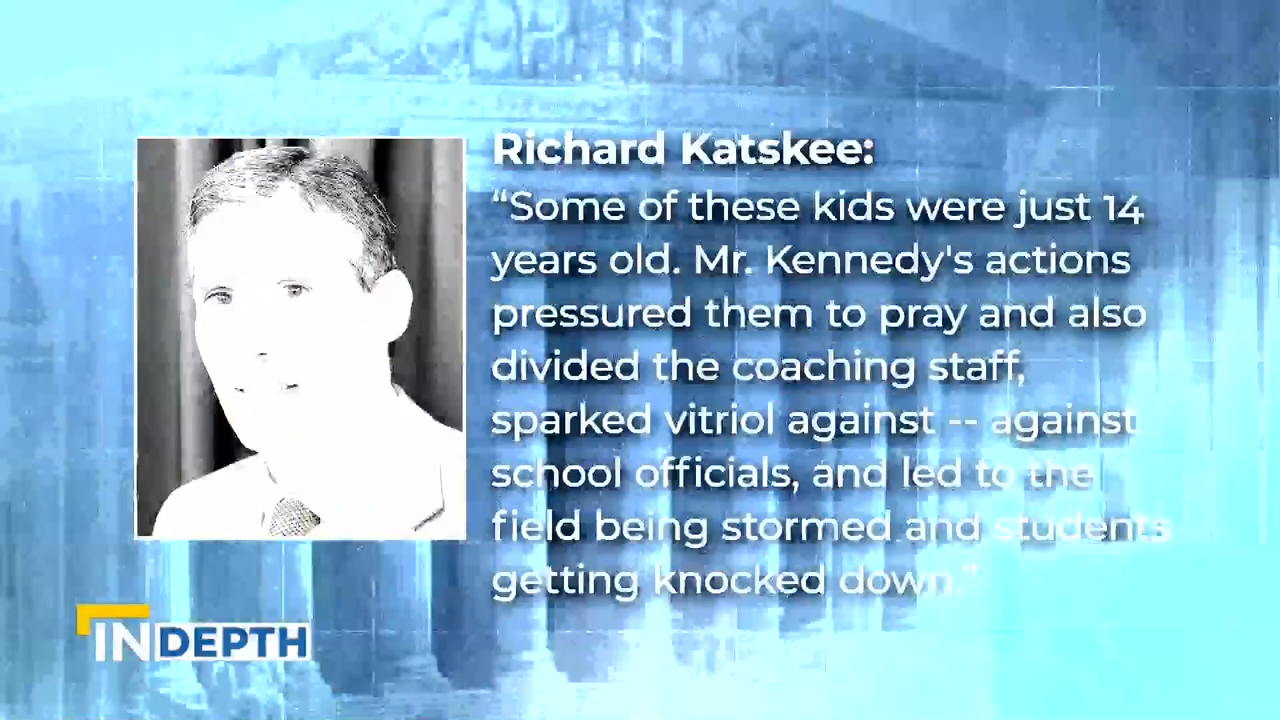 Richard Katskee:
“Some of these kids were just 14
years old. Mr. Kennedy's actions
pressured them to pray and also
divided the coaching staff,
sparked vitriol against -- against
school officials, and led to the
field being stormed and students
getting knocked down.”
INDEPTH